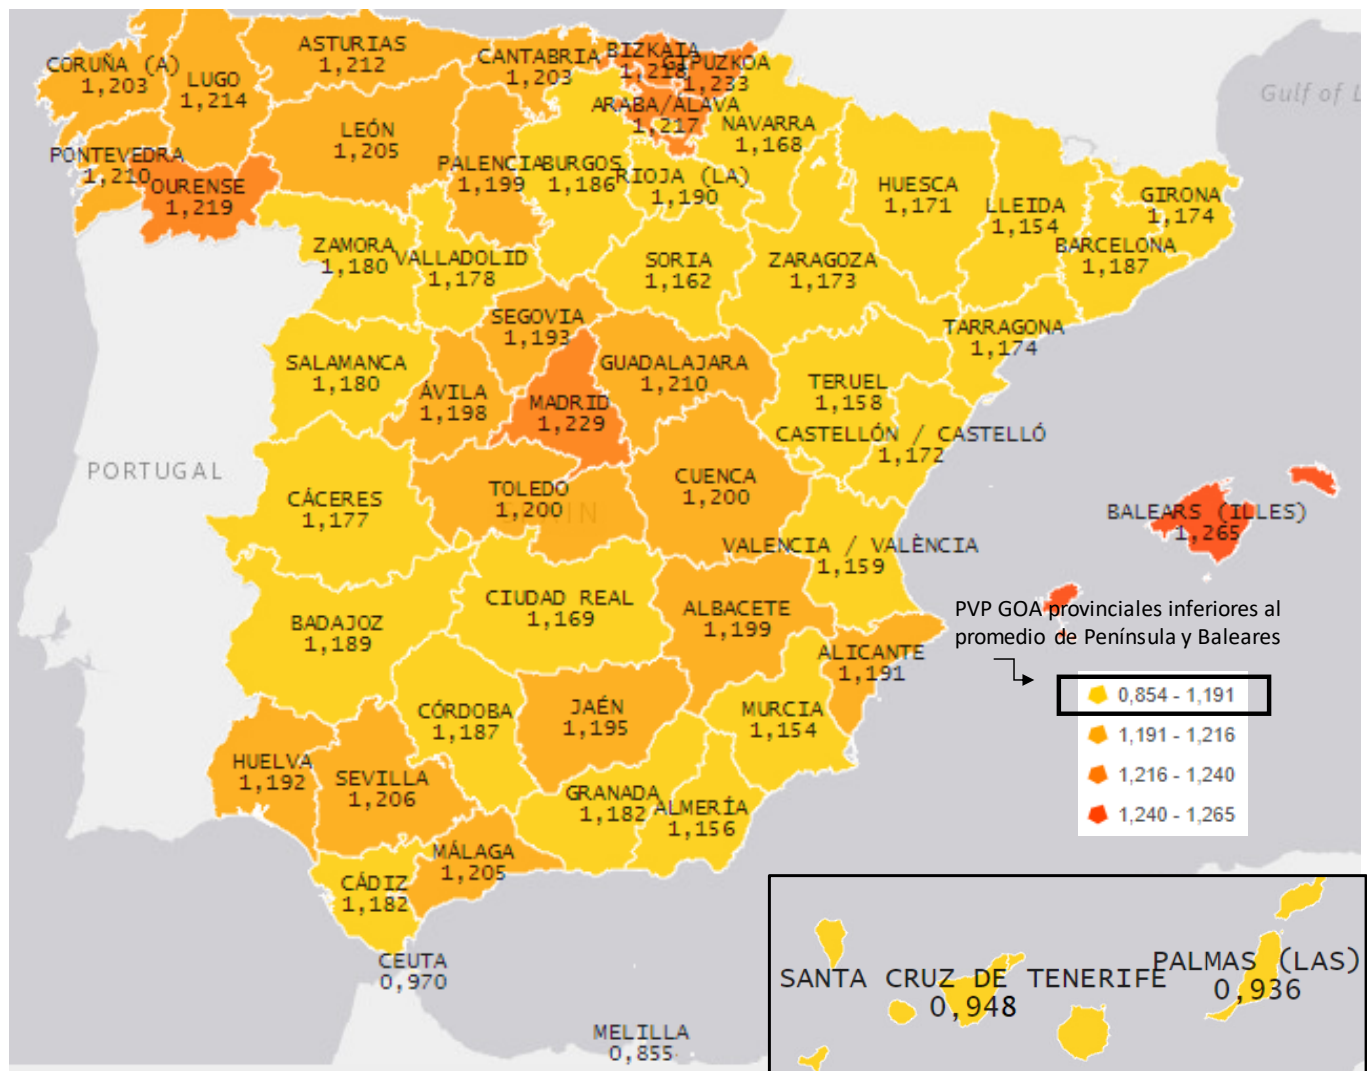 ASTURIAS
1,212
CANTABRIA
1,203
BIZKAIA
1,218
GIPUZKOA
1,233
CORUÑA (A)
1,203
LUGO
1,214
ARABA/ÁLAVA
1,217
NAVARRA
1,168
Gulf of L
LEÓN
1,205
PONTEVEDRA
1,210
OURENSE
1,219
PALENCIA
1,199
BURGOS
1,186
RIOJA (LA)
1,190
HUESCA
1,171
LLEIDA
1,154
GIRONA
1,174
BARCELONA
1,187
ZAMORA
1,180
VALLADOLID
1,178
SORIA
1,162
ZARAGOZA
1,173
SEGOVIA
1,193
TARRAGONA
1,174
SALAMANCA
1,180
ÁVILA
1,198
MADRID
1,229
GUADALAJARA
1,210
TERUEL
1,158
CASTELLÓN / CASTELLÓ
1,172
PORTUGAL
CÁCERES
1,177
TOLEDO
1,200
SPAIN
CUENCA
1,200
BALEARS (ILLES)
1,265
VALENCIA / VALÈNCIA
1,159
BADAJOZ
1,189
CIUDAD REAL
1,169
ALBACETE
1,199
PVP GOA provinciales inferiores al
promedio de Península y Baleares
ALICANTE
1,191
0,854 - 1,191
1,191 - 1,216
1,216 - 1,240
1,240 - 1,265
CÓRDOBA
1,187
JAÉN
1,195
MURCIA
1,154
HUELVA
1,192
SEVILLA
1,206
GRANADA
1,182
ALMERÍA
1,156
MÁLAGA
1,205
CÁDIZ
1,182
CEUTA
0,970
MELILLA
0,855
SANTA CRUZ DE TENERIFE
0,948
PALMAS (LAS)
0,936